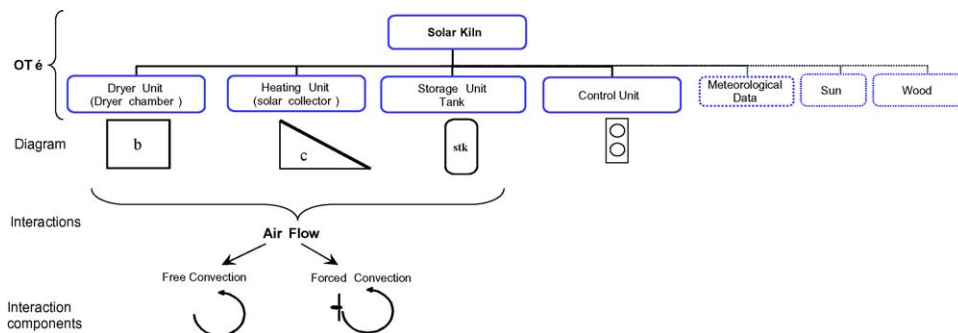 Solar Kiln
OT é
Dryer Unit
(Dryer chamber )
Heating Unit
(solar collector )
Storage Unit
Tank
Control Unit
Meteorological
Data
Sun
Wood
Diagram
b
c
stk
Interactions
Air Flow
Free Convection
Forced Convection
Interaction
components